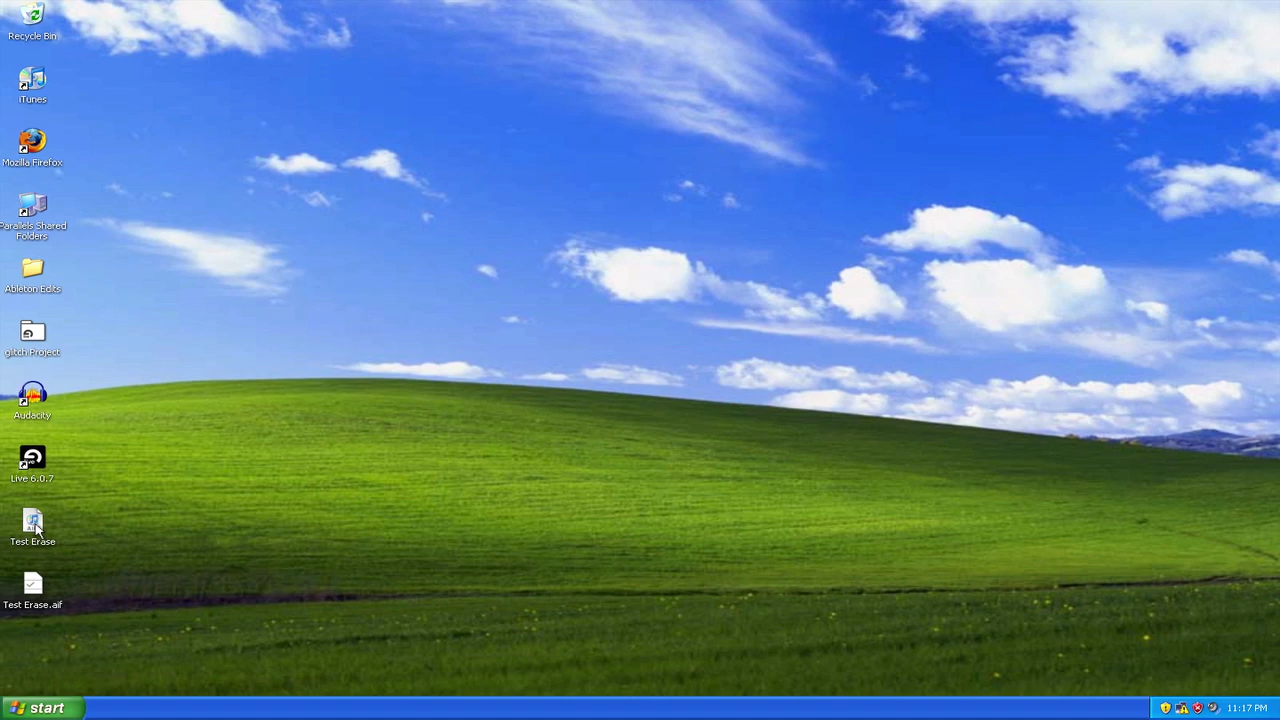 Recycle Bin
iTunes
Mozilla Firefox
Parallels Shared
Folders
Ableton Edits
glitch Project
Audacity
Live 6.0.7
Test Erase
Test Erase.aif
start
11:17 PM